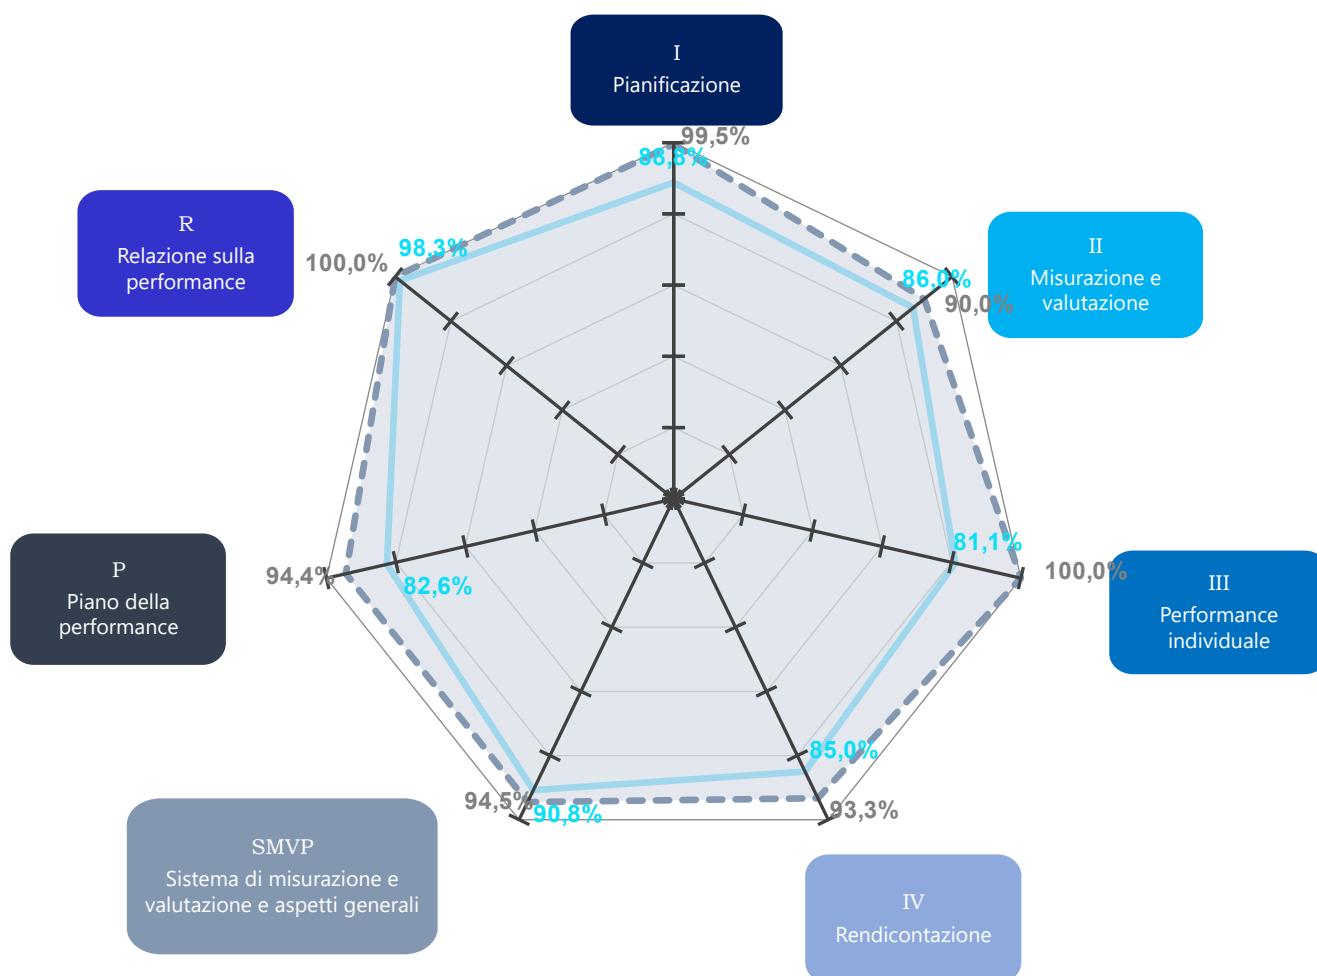 I
Pianificazione
99,5%
88,8%
R
Relazione sulla
performance
98,3%
100,0%
II
Misurazione e
valutazione
86,0%
90,0%
P
Piano della
performance
94,4%
82,6%
81,1%
100,0%
III
Performance
individuale
85,0%
93,3%
94,5%
90,8%
SMVP
Sistema di misurazione e
valutazione e aspetti generali
IV
Rendicontazione